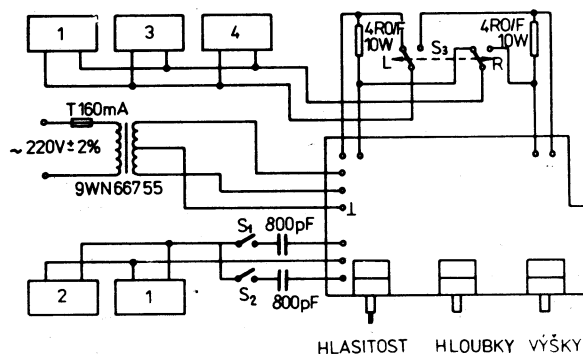 1 3 4
4R0/F
10W
L S3 R
4R0/F
10W
T160mA
~220V±2%
9WN66755
⊥
S1 800pF
S2 800pF
2 1
HLASITOST HLOUBKY VÝŠKY